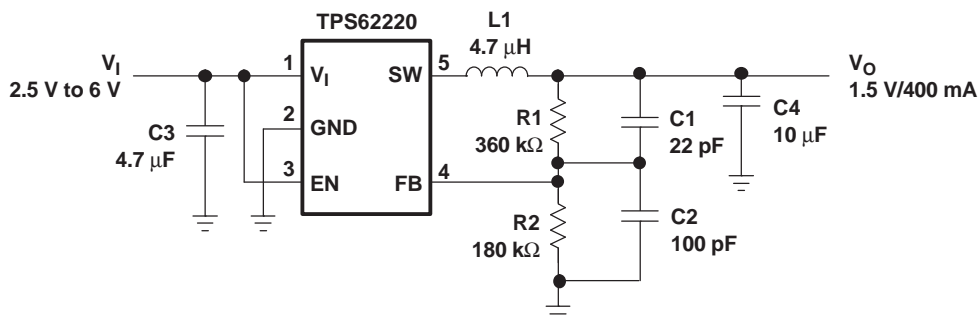 TPS62220
V_I
2.5 V to 6 V
C3
4.7 µF
1
2
3
V_I
GND
EN
SW
FB
5
4
L1
4.7 µH
R1
360 kΩ
R2
180 kΩ
C1
22 pF
C2
100 pF
C4
10 µF
V_O
1.5 V/400 mA